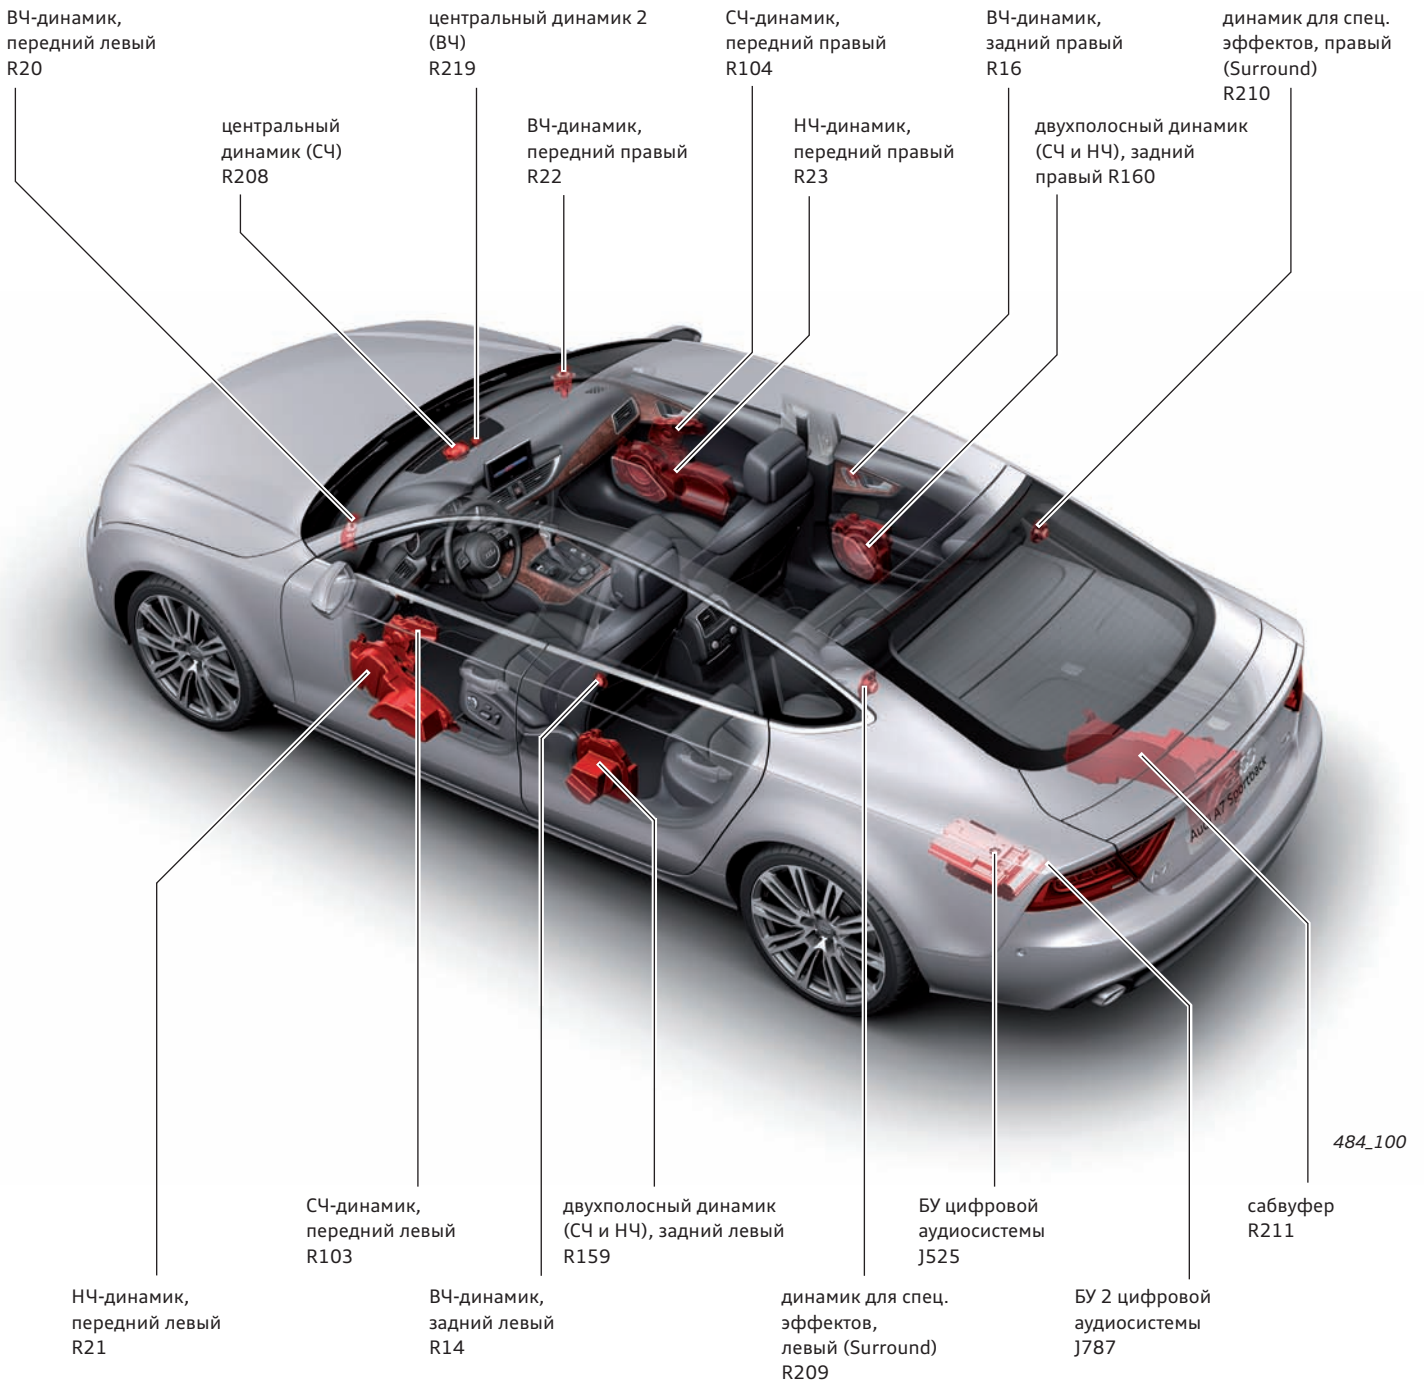 ВЧ-динамик,
передний левый
R20
центральный динамик 2
(ВЧ)
R219
СЧ-динамик,
передний правый
R104
ВЧ-динамик,
задний правый
R16
динамик для спец.
эффектов, правый
(Surround)
R210
центральный
динамик (СЧ)
R208
ВЧ-динамик,
передний правый
R22
НЧ-динамик,
передний правый
R23
двухполосный динамик
(СЧ и НЧ), задний
правый R160
Audi A7 Sportback
484_100
СЧ-динамик,
передний левый
R103
двухполосный динамик
(СЧ и НЧ), задний левый
R159
БУ цифровой
аудиосистемы
J525
сабвуфер
R211
НЧ-динамик,
передний левый
R21
ВЧ-динамик,
задний левый
R14
динамик для спец.
эффектов,
левый (Surround)
R209
БУ 2 цифровой
аудиосистемы
J787